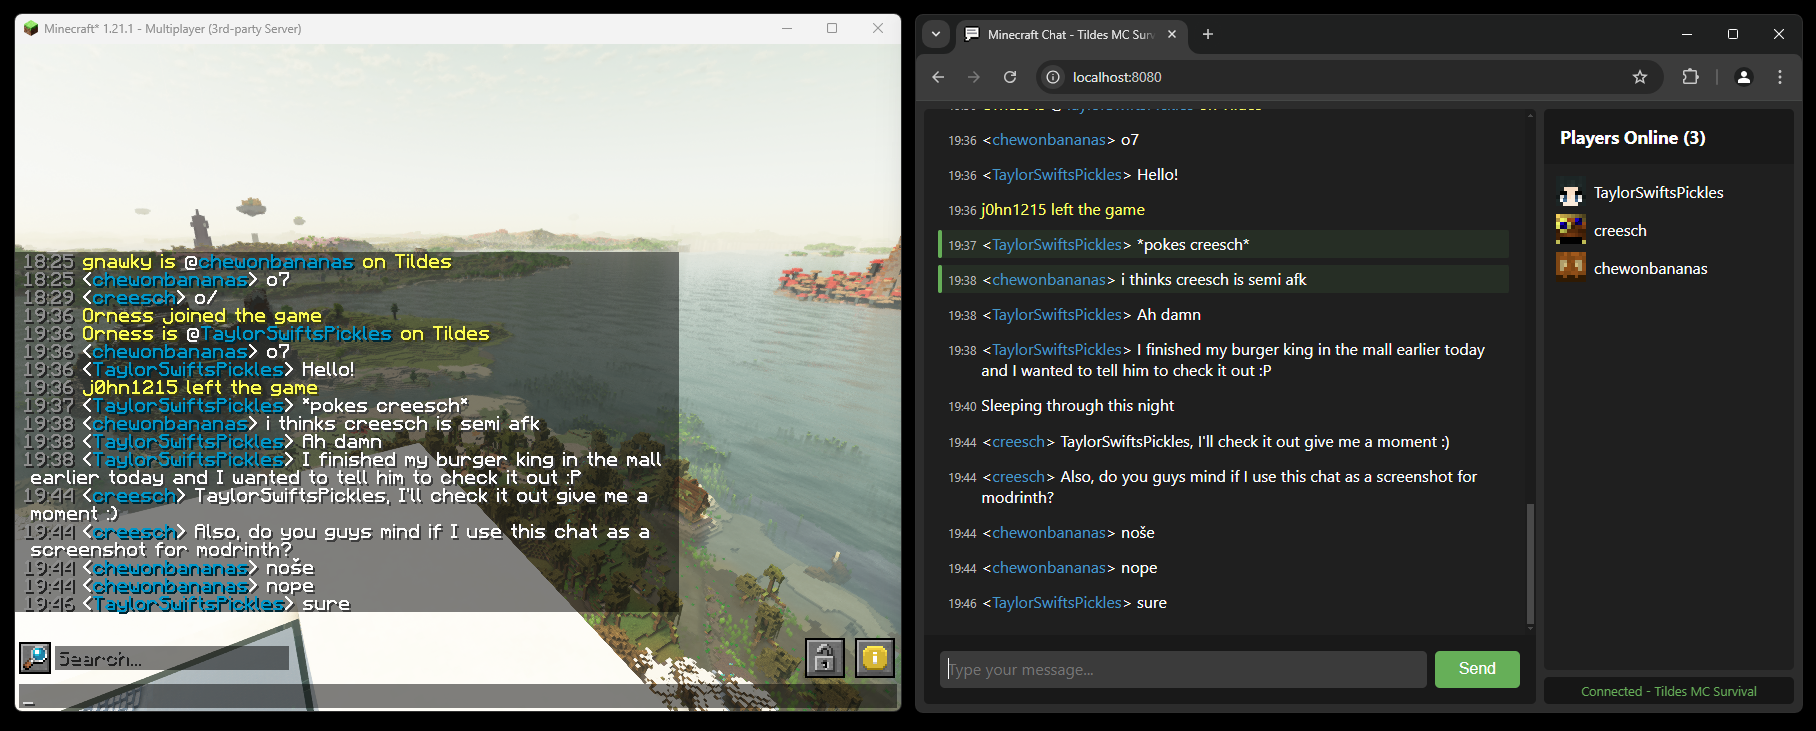 Minecraft* 1.21.1 - Multiplayer (3rd-party Server)
18:25 gnawky is @chewonbananas on Tildes
18:25 <chewonbananas> o7
18:29 <creesch> o/
19:36 Orness joined the game
19:36 Orness is @TaylorSwiftsPickles on Tildes
19:36 <chewonbananas> o7
19:36 <TaylorSwiftsPickles> Hello!
19:36 j0hn1215 left the game
19:37 <TaylorSwiftsPickles> *pokes creesch*
19:38 <chewonbananas> i thinks creesch is semi afk
19:38 <TaylorSwiftsPickles> Ah damn
19:38 <TaylorSwiftsPickles> I finished my burger king in the mall
earlier today and I wanted to tell him to check it out :P
19:44 <creesch> TaylorSwiftsPickles, I'll check it out give me a
moment :)
19:44 <creesch> Also, do you guys mind if I use this chat as a
screenshot for modrinth?
19:44 <chewonbananas> noše
19:44 <chewonbananas> nope
19:46 <TaylorSwiftsPickles> sure
Search...
_
Minecraft Chat - Tildes MC Sur
localhost:8080
19:36 <chewonbananas> o7
19:36 <TaylorSwiftsPickles> Hello!
19:36 j0hn1215 left the game
19:37 <TaylorSwiftsPickles> *pokes creesch*
19:38 <chewonbananas> i thinks creesch is semi afk
19:38 <TaylorSwiftsPickles> Ah damn
19:38 <TaylorSwiftsPickles> I finished my burger king in the mall earlier today
and I wanted to tell him to check it out :P
19:40 Sleeping through this night
19:44 <creesch> TaylorSwiftsPickles, I'll check it out give me a moment :)
19:44 <creesch> Also, do you guys mind if I use this chat as a screenshot for
modrinth?
19:44 <chewonbananas> noše
19:44 <chewonbananas> nope
19:46 <TaylorSwiftsPickles> sure
Type your message...
Send
Players Online (3)
TaylorSwiftsPickles
creesch
chewonbananas
Connected - Tildes MC Survival